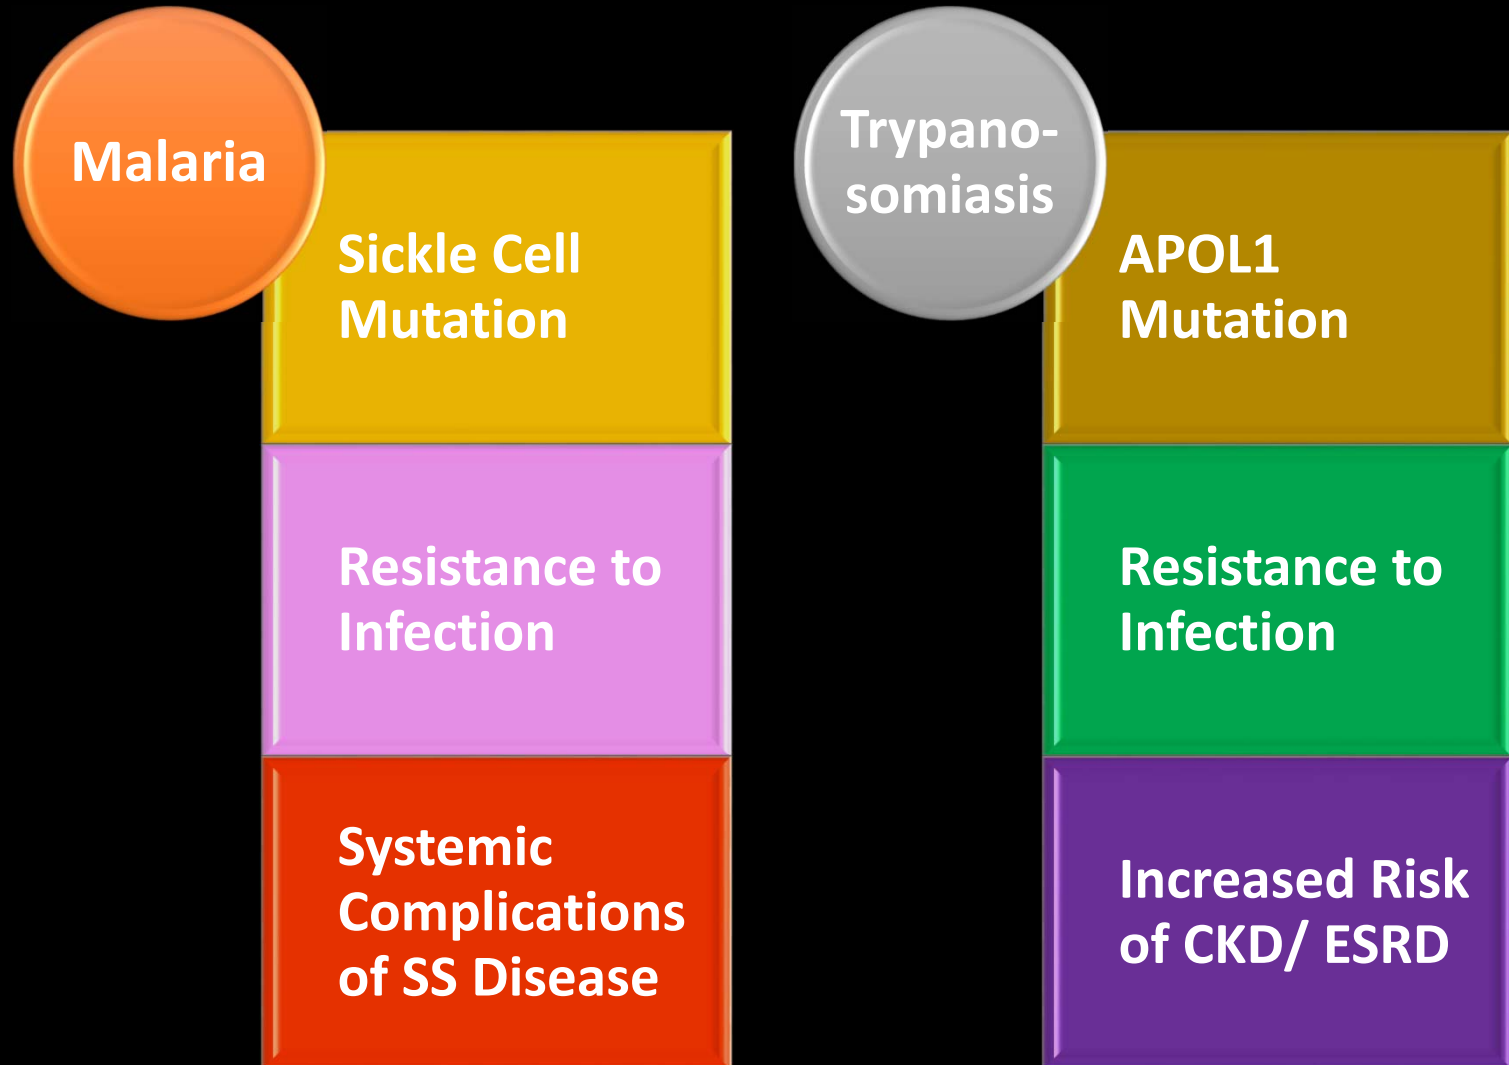 Malaria
Sickle Cell
Mutation
Resistance to
Infection
Systemic
Complications
of SS Disease
Trypano-
somiasis
APOL1
Mutation
Resistance to
Infection
Increased Risk
of CKD/ ESRD